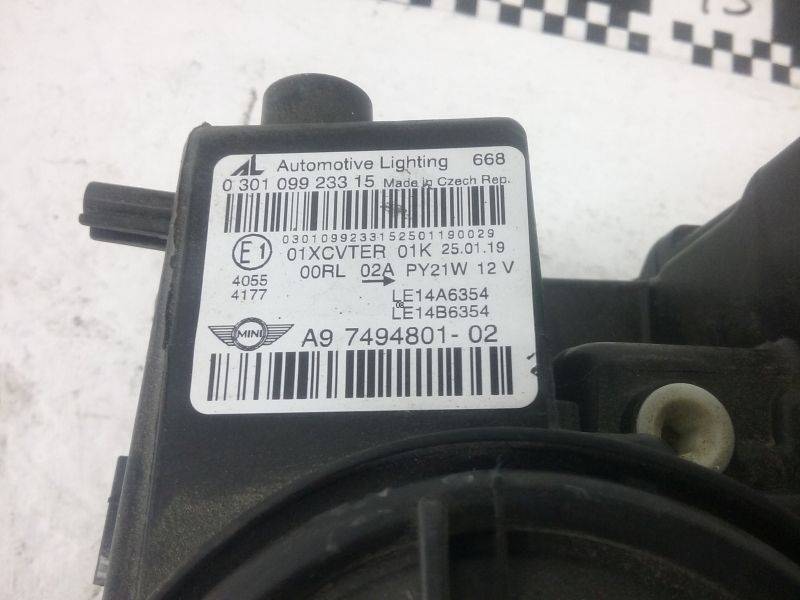 AL Automotive Lighting 668
0 301 099 233 15 Made in Czech Rep.
0301099233152501190029
E1 01XCVTER 01K 25.01.19
00RL 02A PY21W 12 V
4055
4177
LE14A6354
LE14B6354
MINI A9 7494801-02